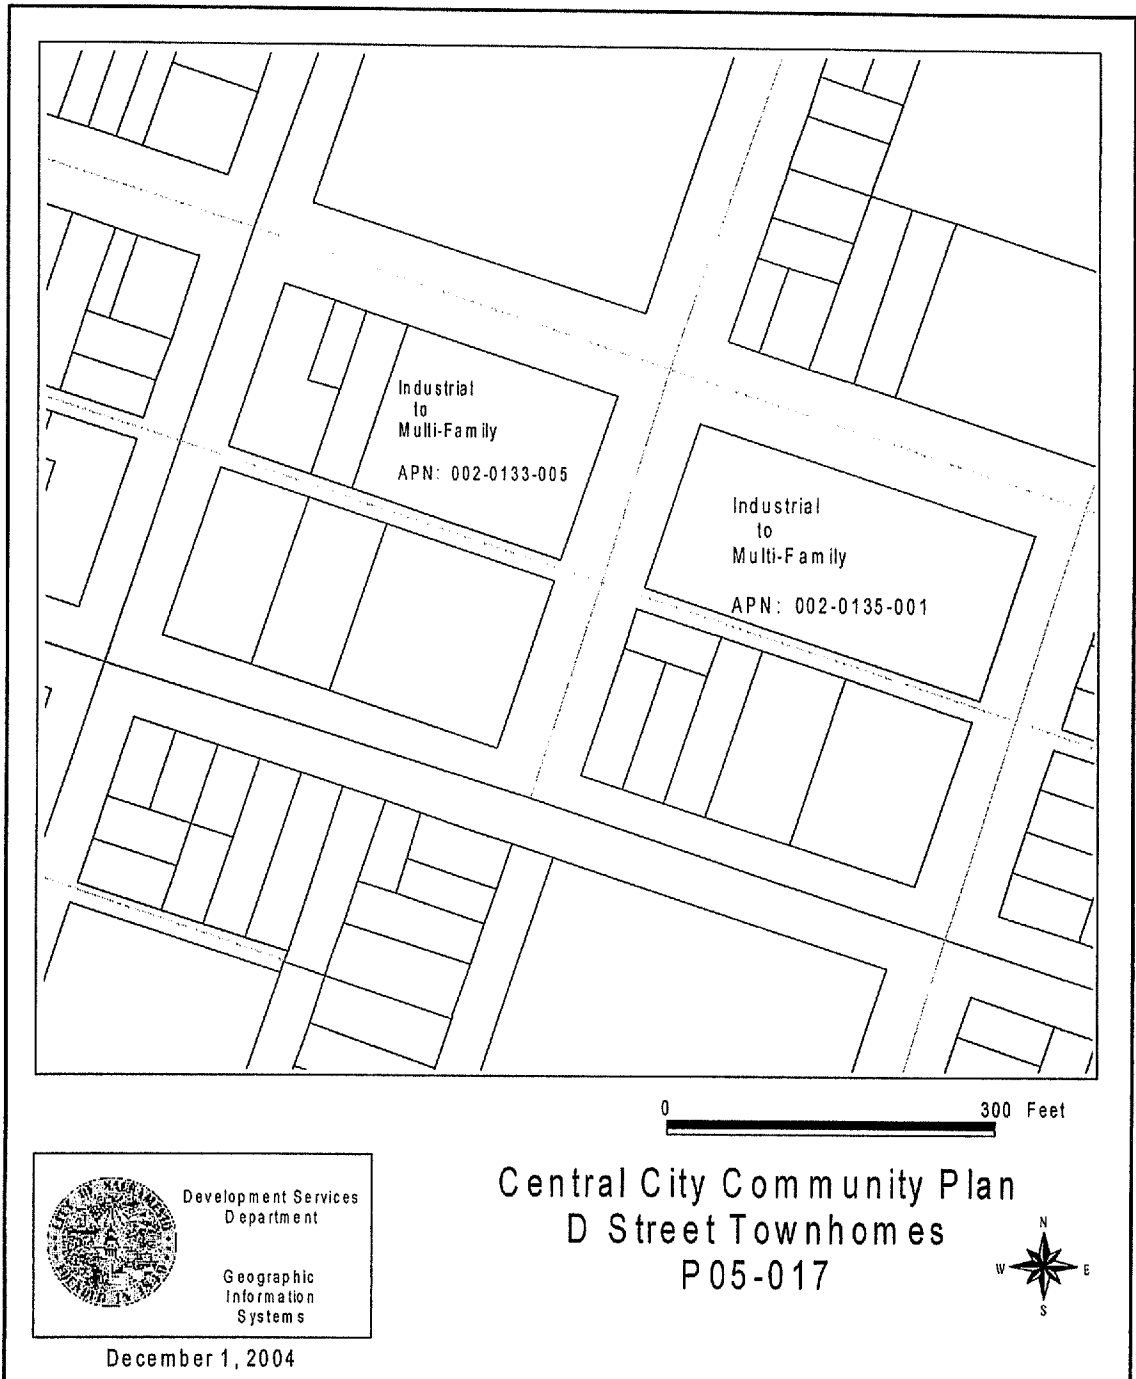 Industrial
to
Multi-Family
APN: 002-0133-005
Industrial
to
Multi-Family
APN: 002-0135-001
0 300 Feet
Development Services
Department
Geographic
Information
Systems
December 1, 2004
Central City Community Plan
D Street Townhomes
P05-017
N
W E
S